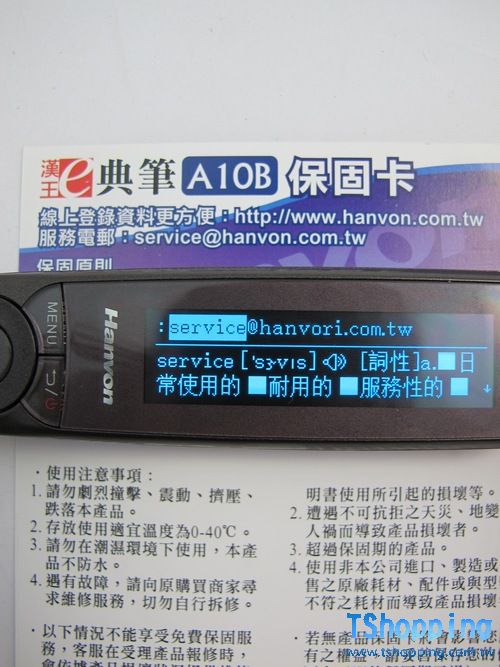 漢王 e 典筆 A10B 保固卡
線上登錄資料更方便：http://www.hanvon.com.tw
服務電郵：service@hanvon.com.tw
保固原則
MENU
Hanvon
:service@hanvori.com.tw
service ['sɝvɪs] [詞性]a.■日
常使用的 ■耐用的 ■服務性的 ■
・使用注意事項：
1. 請勿劇烈撞擊、震動、擠壓、
跌落本產品。
2. 存放使用適宜溫度為0-40℃。
3. 請勿在潮濕環境下使用，本產
品不防水。
4. 遇有故障，請向原購買商家尋
求維修服務，切勿自行拆修。
・以下情況不能享受免費保固服
務，客服在受理產品報修時，
明書使用所引起的損壞等。
2. 遭遇不可抗拒之天災、地變
人禍而導致產品損壞者。
3. 超過保固期的產品。
4. 使用非本公司進口、製造或
售之原廠耗材、配件或與型
不符之耗材而導致產品損壞
・若無產品保固卡將會影響
TShopping
www.tshopping.com.tw